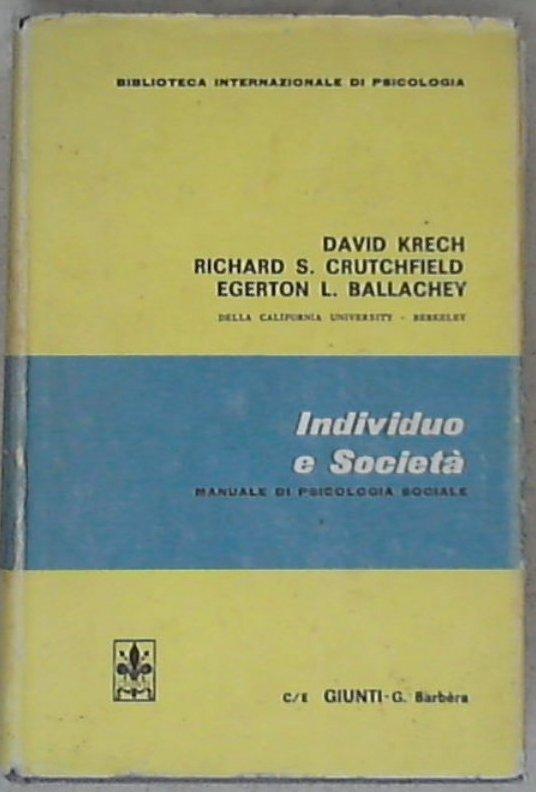 BIBLIOTECA INTERNAZIONALE DI PSICOLOGIA
DAVID KRECH
RICHARD S. CRUTCHFIELD
EGERTON L. BALLACHEY
DELLA CALIFORNIA UNIVERSITY - BERKELEY
Individuo
e Società
MANUALE DI PSICOLOGIA SOCIALE
C/E GIUNTI - G. Barbèra